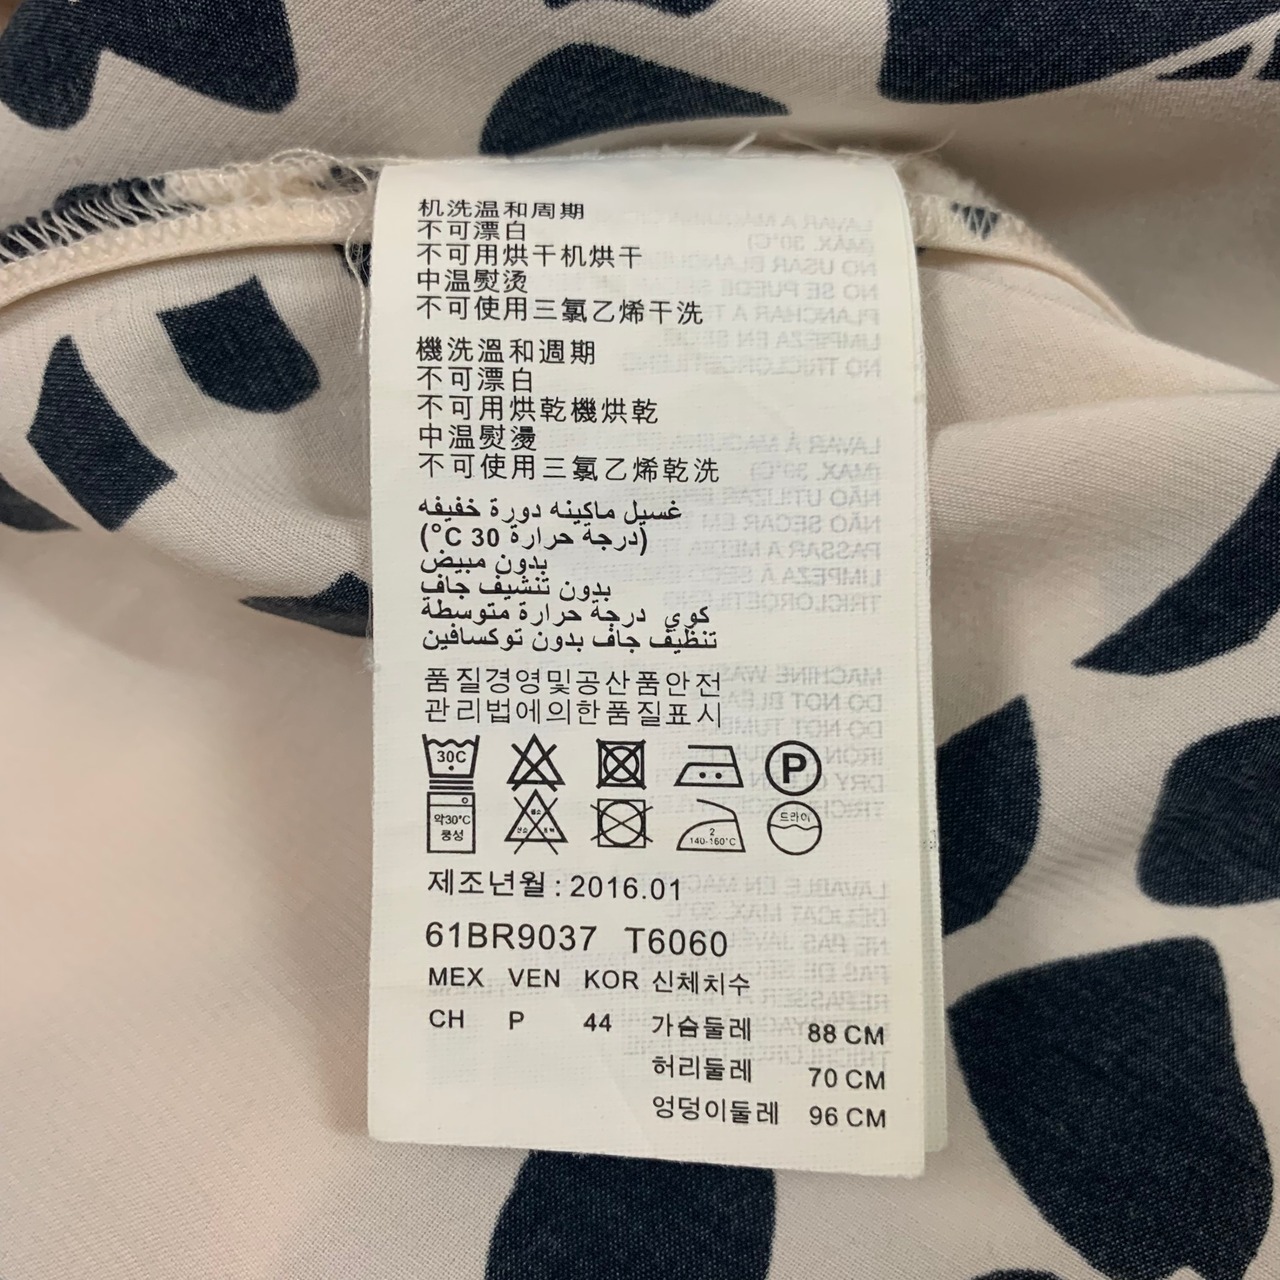 机洗温和周期
不可漂白
不可用烘干机烘干
中温熨烫
不可使用三氯乙烯干洗
機洗溫和週期
不可漂白
不可用烘乾機烘乾
中温熨燙
不可使用三氯乙烯乾洗
غسيل ماكينه دورة خفيفه
(درجة حرارة 30 C°)
بدون مبيض
بدون تنشيف جاف
كوي درجة حرارة متوسطة
تنظيف جاف بدون توكسافين
품질경영및공산품안전
관리법에의한품질표시
30C P
약30°C
중성
드라이
2
140-160°C
제조년월 : 2016.01
61BR9037 T6060
MEX VEN KOR 신체치수
CH P 44 가슴둘레 88 CM
허리둘레 70 CM
엉덩이둘레 96 CM